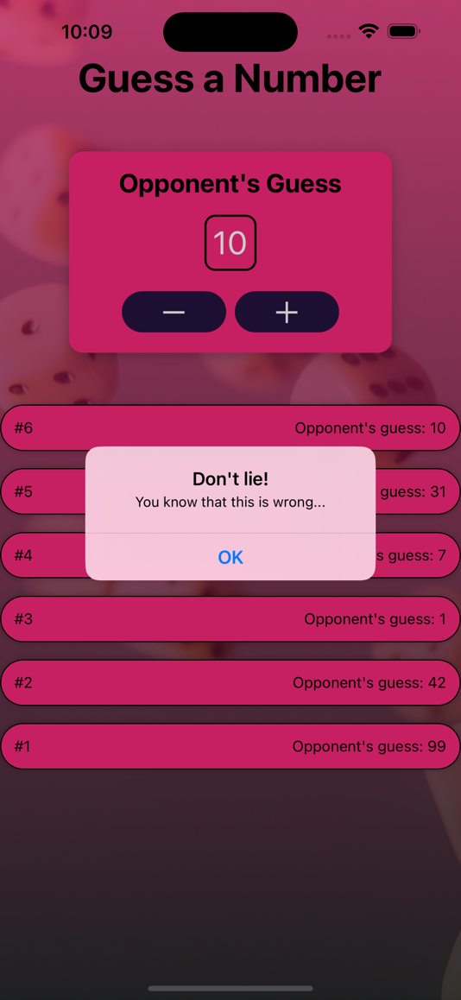 10:09
Guess a Number
Opponent's Guess
10
#6 Opponent's guess: 10
#5 guess: 31
Don't lie!
You know that this is wrong...
OK
#4 s guess: 7
#3 Opponent's guess: 1
#2 Opponent's guess: 42
#1 Opponent's guess: 99